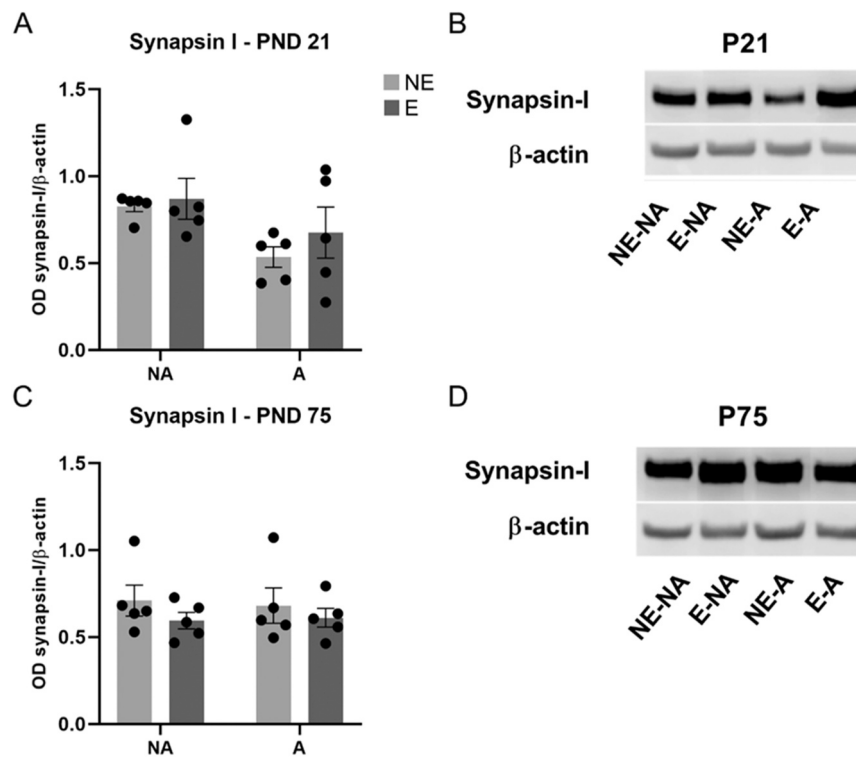 A
Synapsin I - PND 21
OD synapsin-I/β-actin
1.5
1.0
0.5
0.0
NA
A
NE
E
B
P21
Synapsin-I
β-actin
NE-NA
E-NA
NE-A
E-A
C
Synapsin I - PND 75
OD synapsin-I/β-actin
1.5
1.0
0.5
0.0
NA
A
D
P75
Synapsin-I
β-actin
NE-NA
E-NA
NE-A
E-A